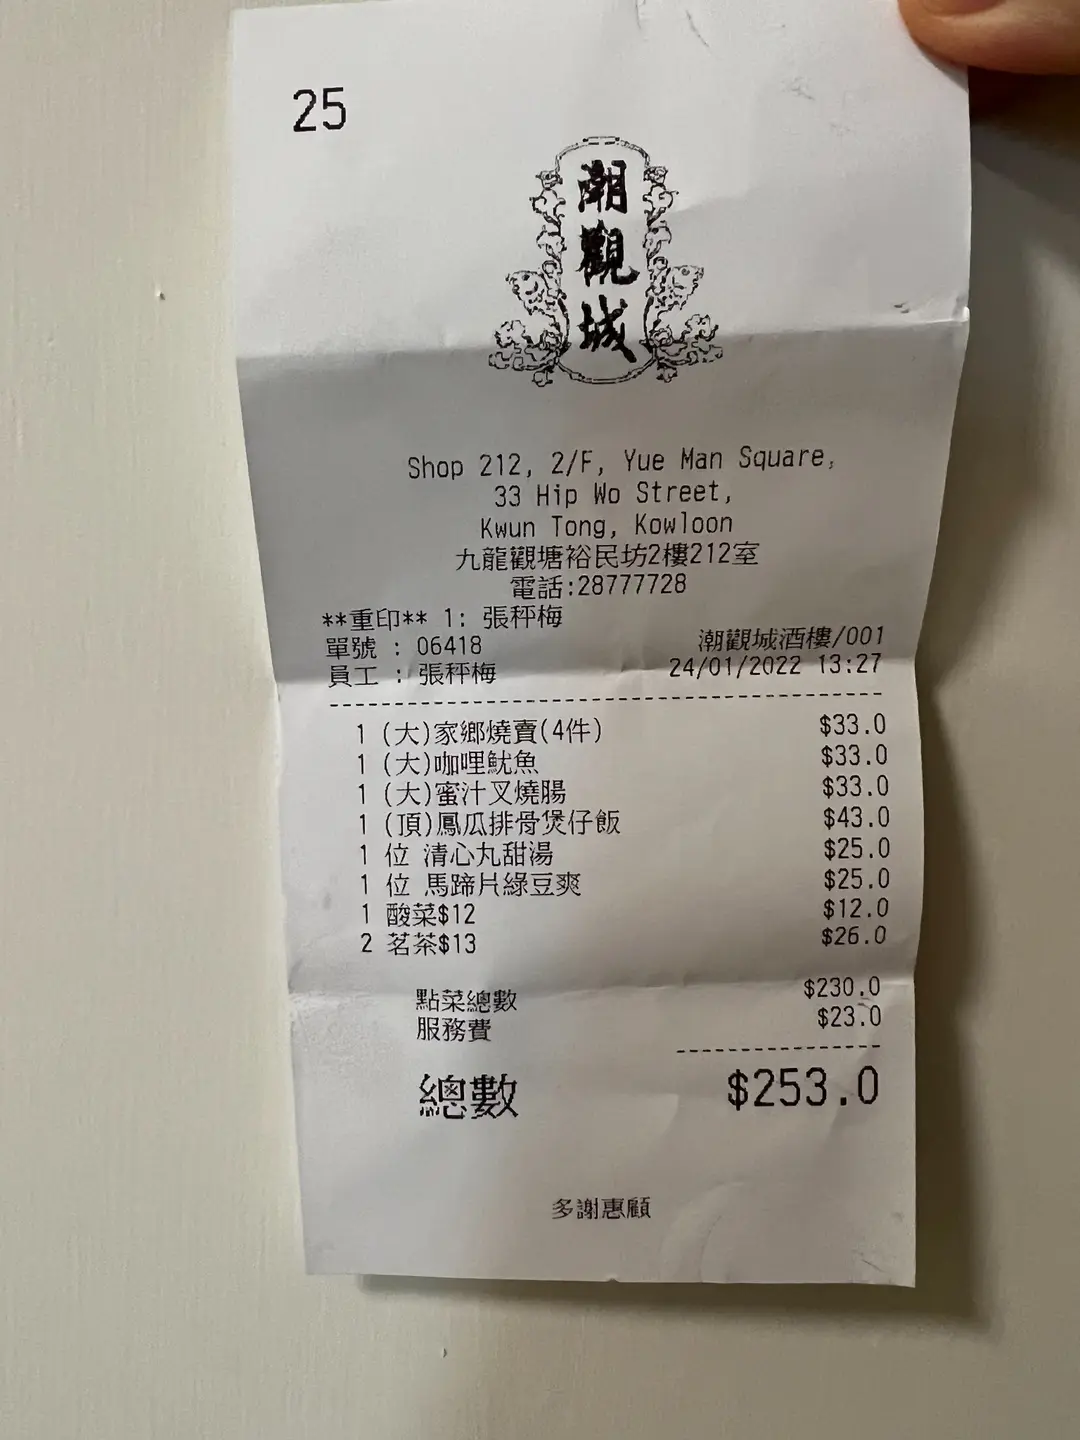 25
潮觀城
Shop 212, 2/F, Yue Man Square,
33 Hip Wo Street,
Kwun Tong, Kowloon
九龍觀塘裕民坊2樓212室
電話:28777728
**重印** 1: 張秤梅
單號 : 06418 潮觀城酒樓/001
員工 : 張秤梅 24/01/2022 13:27
1 (大)家鄉燒賣(4件) $33.0
1 (大)咖哩魷魚 $33.0
1 (大)蜜汁叉燒腸 $33.0
1 (頂)鳳瓜排骨煲仔飯 $43.0
1 位 清心丸甜湯 $25.0
1 位 馬蹄片綠豆爽 $25.0
1 酸菜$12 $12.0
2 茗茶$13 $26.0
點菜總數 $230.0
服務費 $23.0
總數 $253.0
多謝惠顧